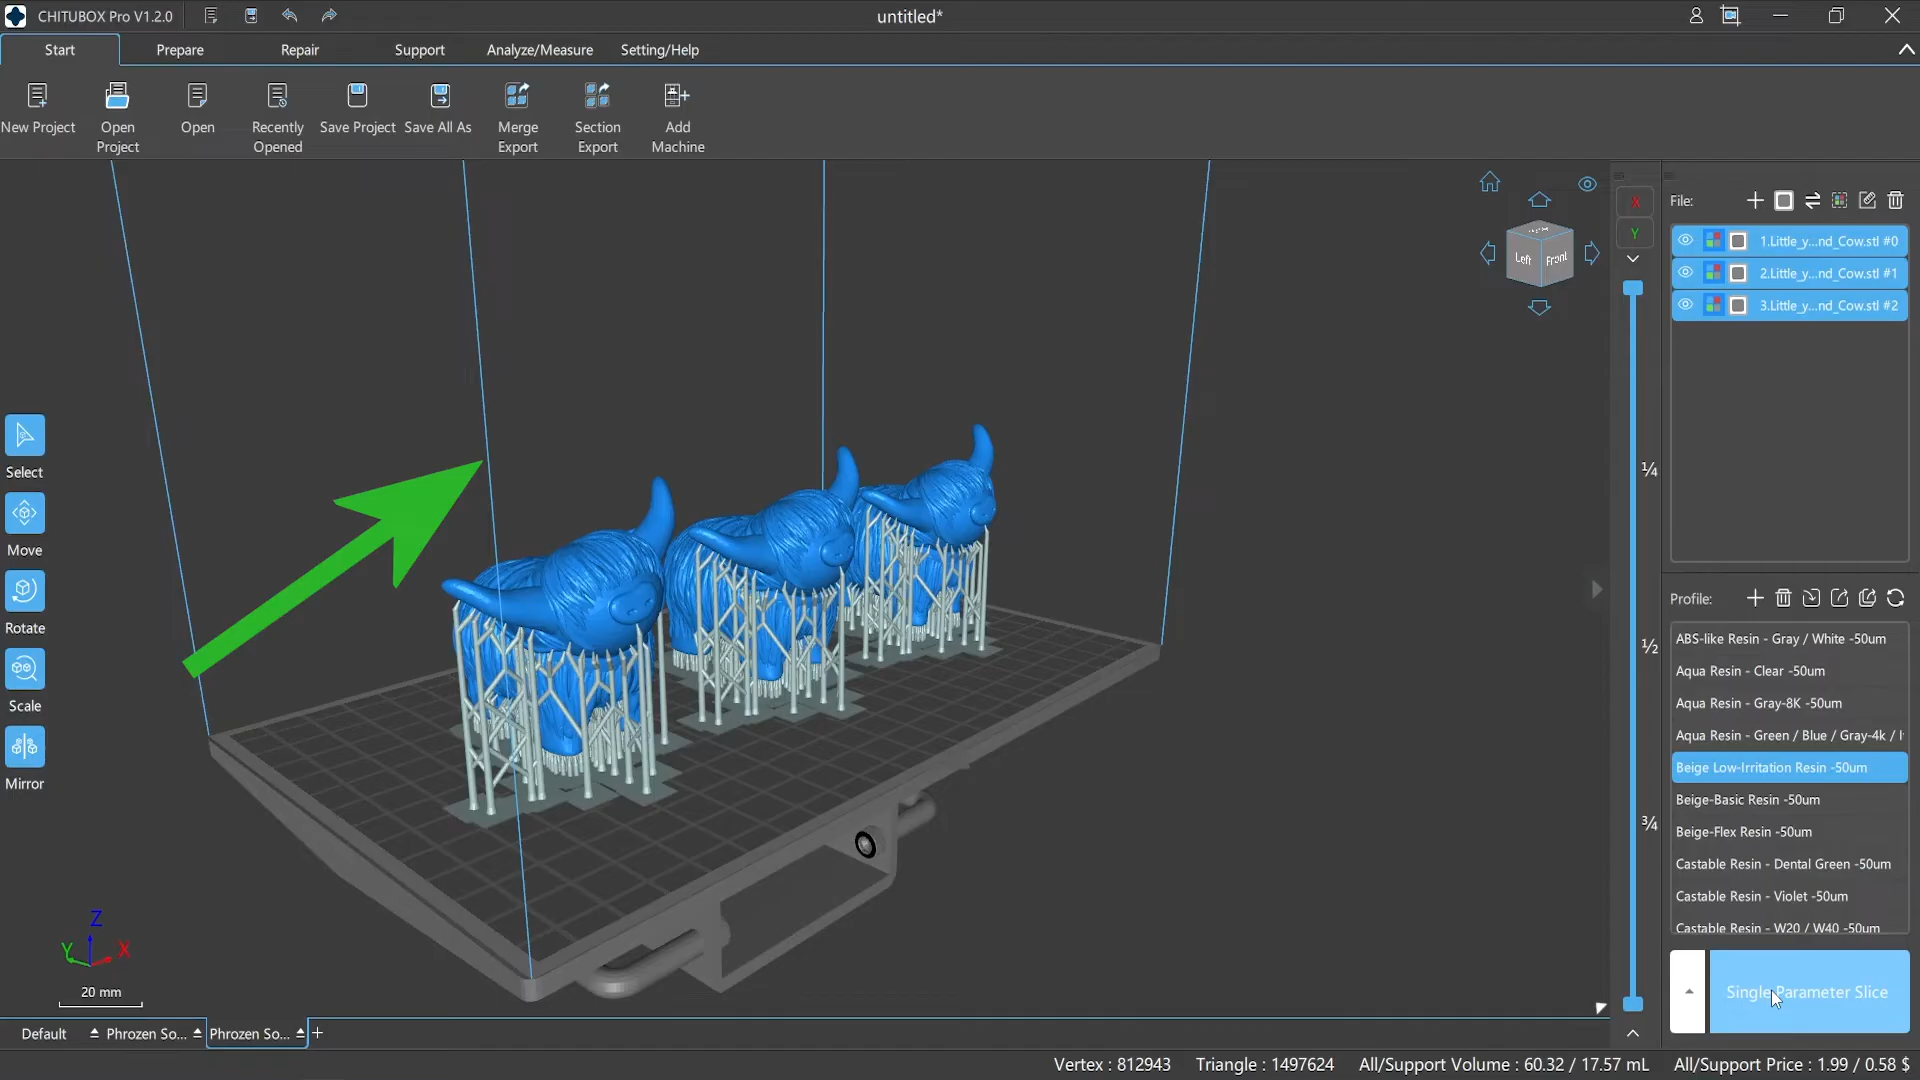 CHITUBOX Pro V1.2.0
untitled*
Start
Prepare
Repair
Support
Analyze/Measure
Setting/Help
New Project
Open
Project
Open
Recently
Opened
Save Project
Save All As
Merge
Export
Section
Export
Add
Machine
Left
Front
X
Y
File:
1.Little_y...nd_Cow.stl #0
2.Little_y...nd_Cow.stl #1
3.Little_y...nd_Cow.stl #2
1⁄4
1⁄2
3⁄4
Select
Move
Rotate
Scale
Mirror
Profile:
ABS-like Resin - Gray / White -50um
Aqua Resin - Clear -50um
Aqua Resin - Gray-8K -50um
Aqua Resin - Green / Blue / Gray-4k /
Beige Low-Irritation Resin -50um
Beige-Basic Resin -50um
Beige-Flex Resin -50um
Castable Resin - Dental Green -50um
Castable Resin - Violet -50um
Castable Resin - W20 / W40 -50um
Single Parameter Slice
Z
Y
X
20 mm
Default
Phrozen So...
Phrozen So...
Vertex : 812943
Triangle : 1497624
All/Support Volume : 60.32 / 17.57 mL
All/Support Price : 1.99 / 0.58 $